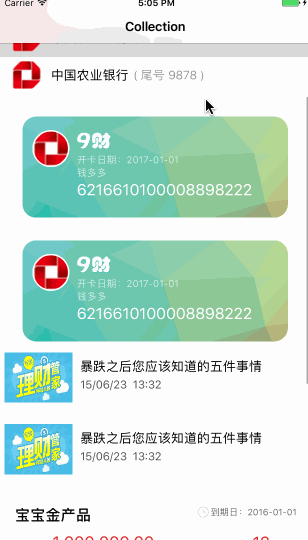 Carrier 5:05 PM
Collection
中国农业银行 ( 尾号 9878 )
9财
开卡日期：2017-01-01
钱多多
6216610100008898222
9财
开卡日期：2017-01-01
钱多多
6216610100008898222
理财管家
暴跌之后您应该知道的五件事情
15/06/23 13:32
理财管家
暴跌之后您应该知道的五件事情
15/06/23 13:32
宝宝金产品 到期日：2016-01-01